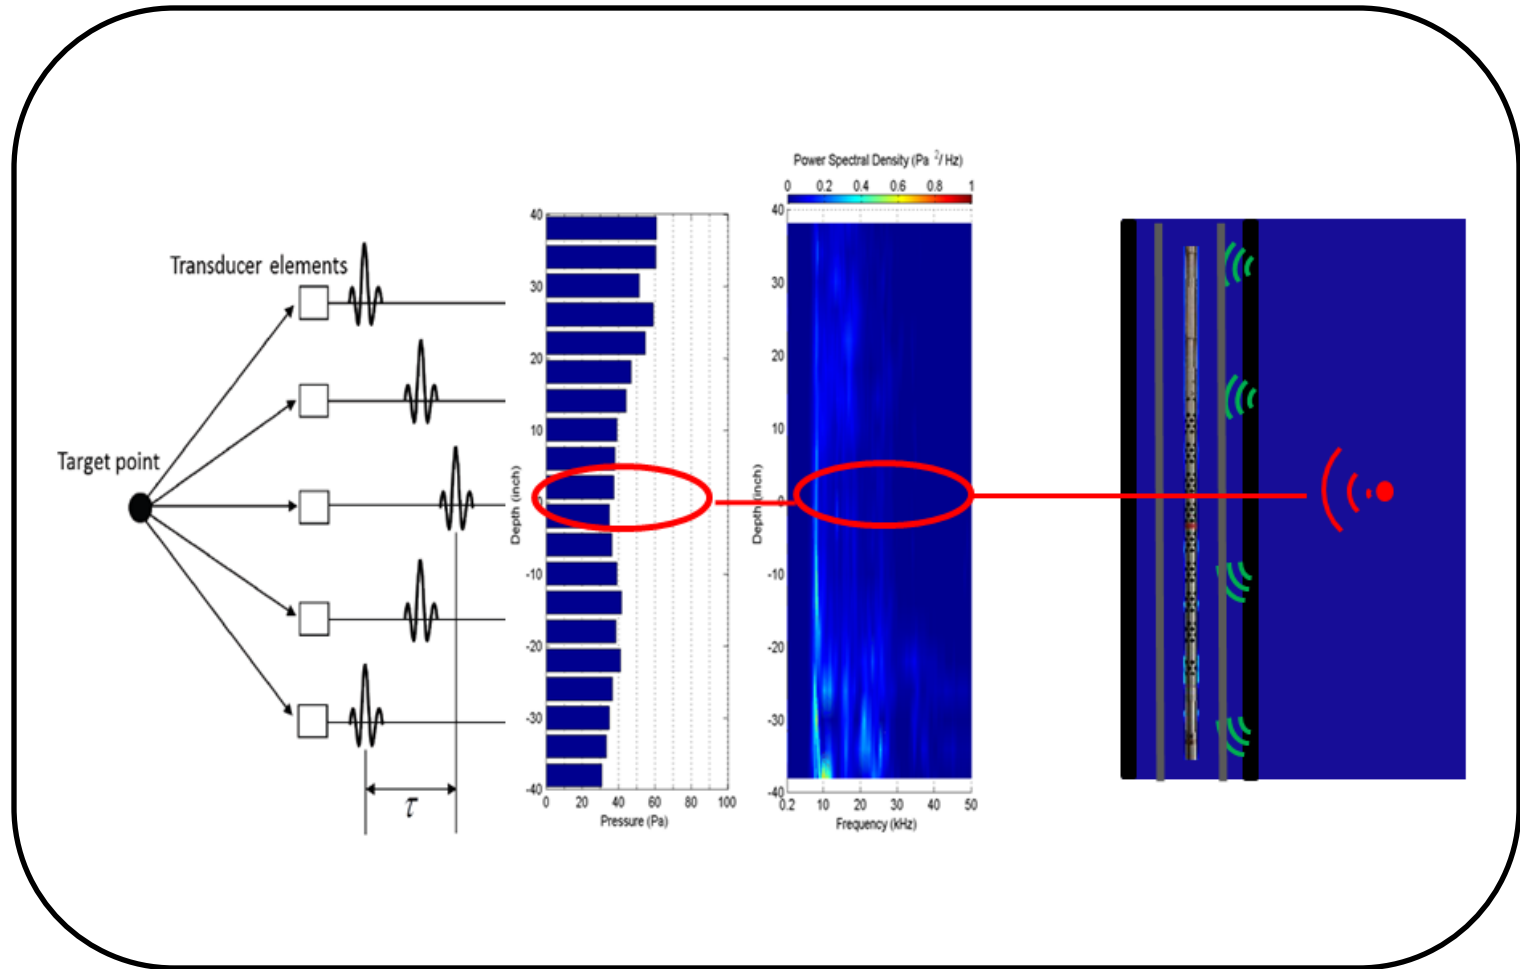 Transducer elements
Target point
τ
Depth (inch)
40
30
20
10
0
-10
-20
-30
-40
0 20 40 60 80 100
Pressure (Pa)
Power Spectral Density (Pa ²/ Hz)
0 0.2 0.4 0.6 0.8 1
Depth (inch)
40
30
20
10
0
-10
-20
-30
-40
0.2 10 20 30 40 50
Frequency (kHz)